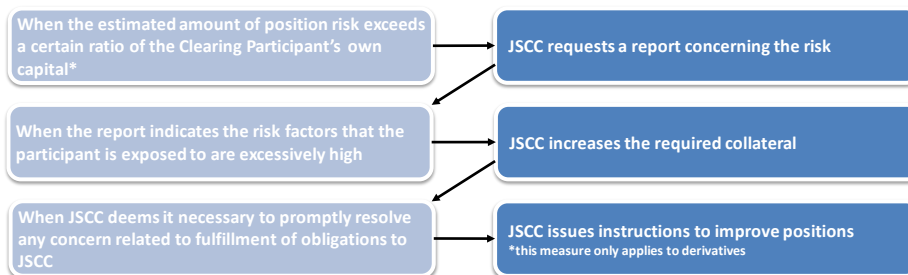 When the estimated amount of position risk exceeds
a certain ratio of the Clearing Participant's own
capital*
JSCC requests a report concerning the risk
When the report indicates the risk factors that the
participant is exposed to are excessively high
JSCC increases the required collateral
When JSCC deems it necessary to promptly resolve
any concern related to fulfillment of obligations to
JSCC
JSCC issues instructions to improve positions
*this measure only applies to derivatives